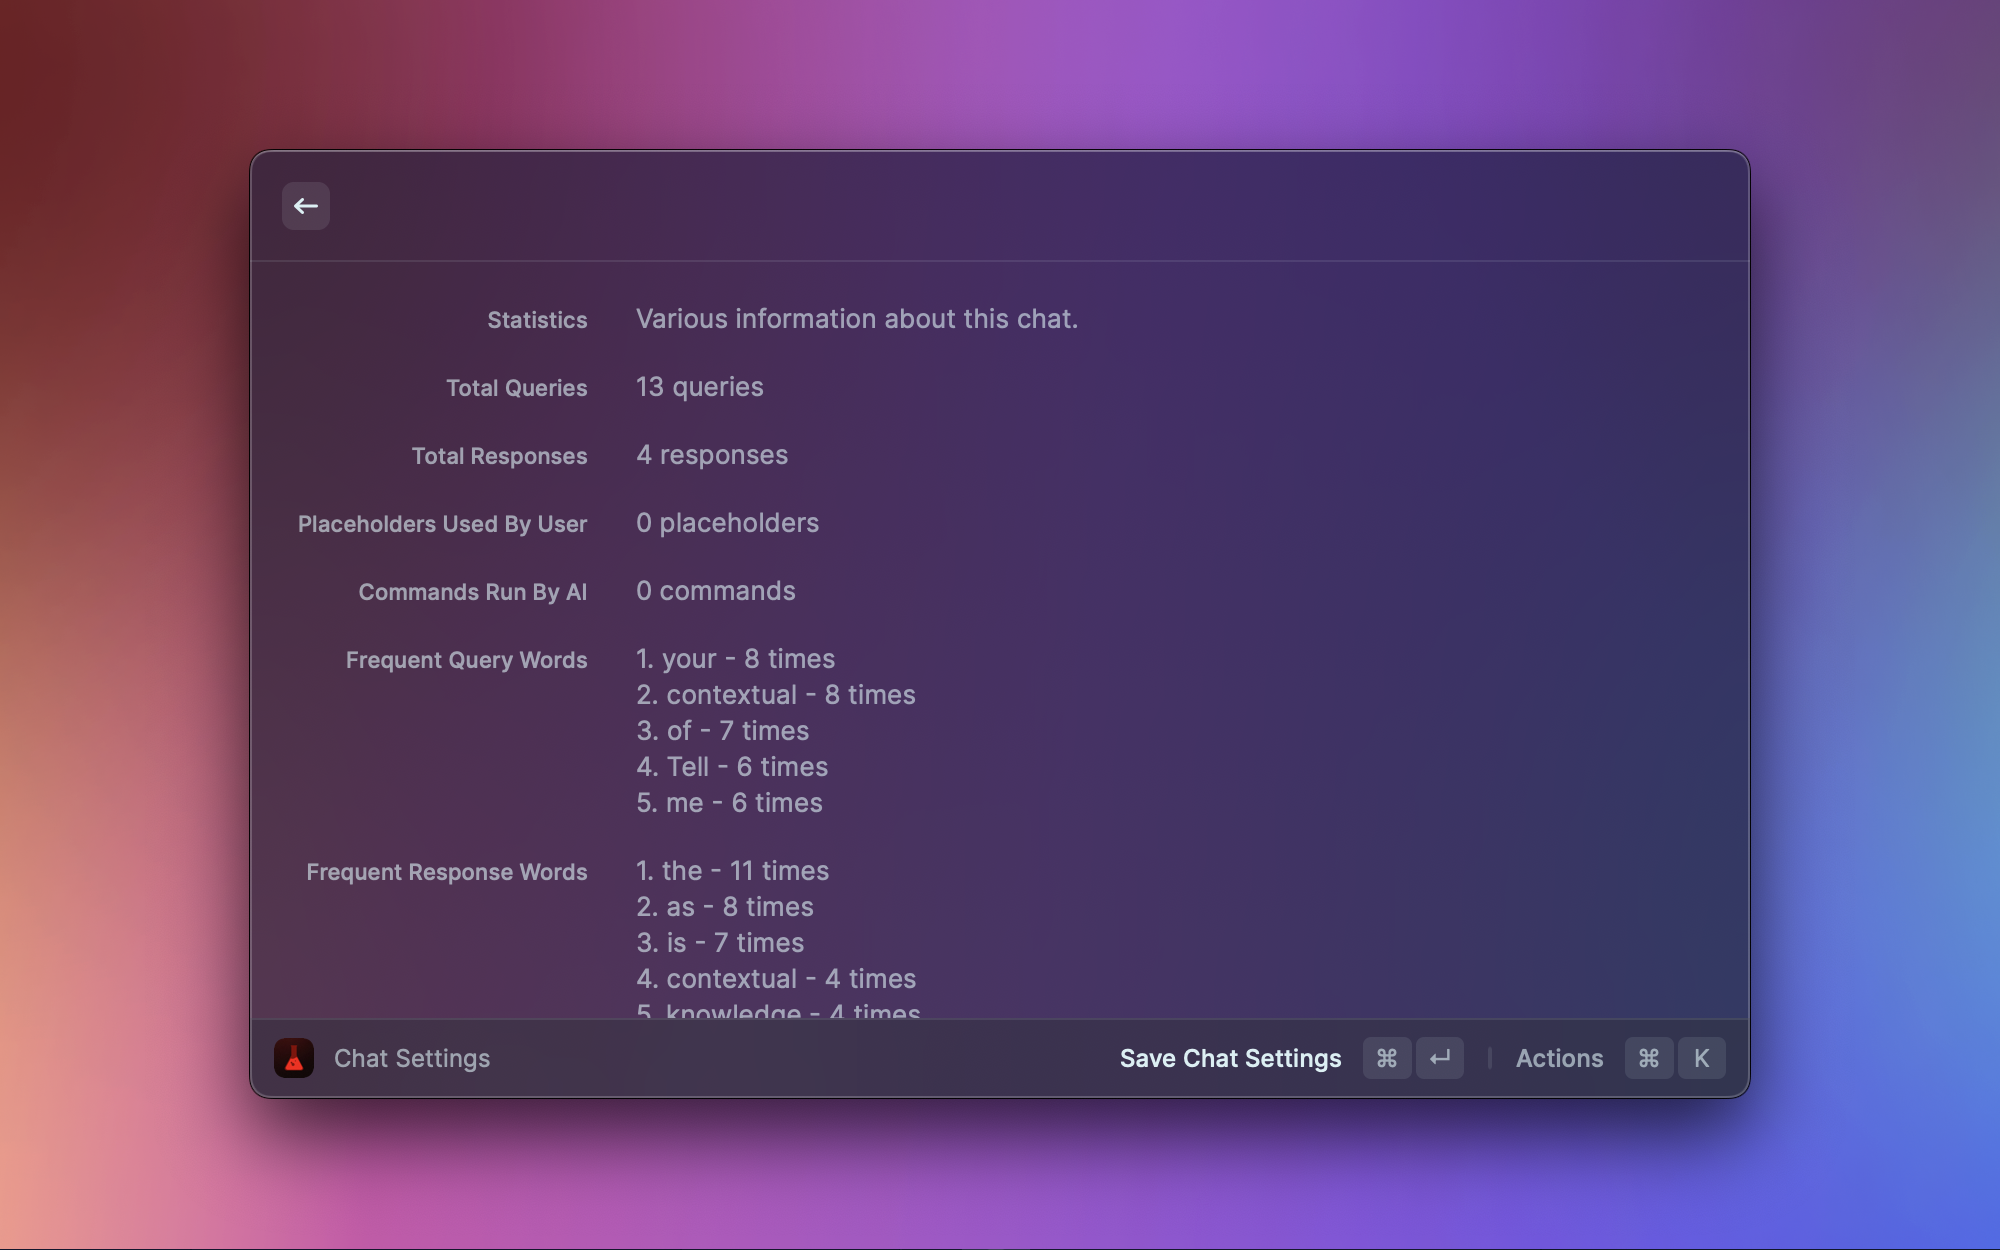 Statistics Various information about this chat.
Total Queries 13 queries
Total Responses 4 responses
Placeholders Used By User 0 placeholders
Commands Run By AI 0 commands
Frequent Query Words 1. your - 8 times
2. contextual - 8 times
3. of - 7 times
4. Tell - 6 times
5. me - 6 times
Frequent Response Words 1. the - 11 times
2. as - 8 times
3. is - 7 times
4. contextual - 4 times
5. knowledge - 4 times
Chat Settings Save Chat Settings ⌘ ↵ Actions ⌘ K